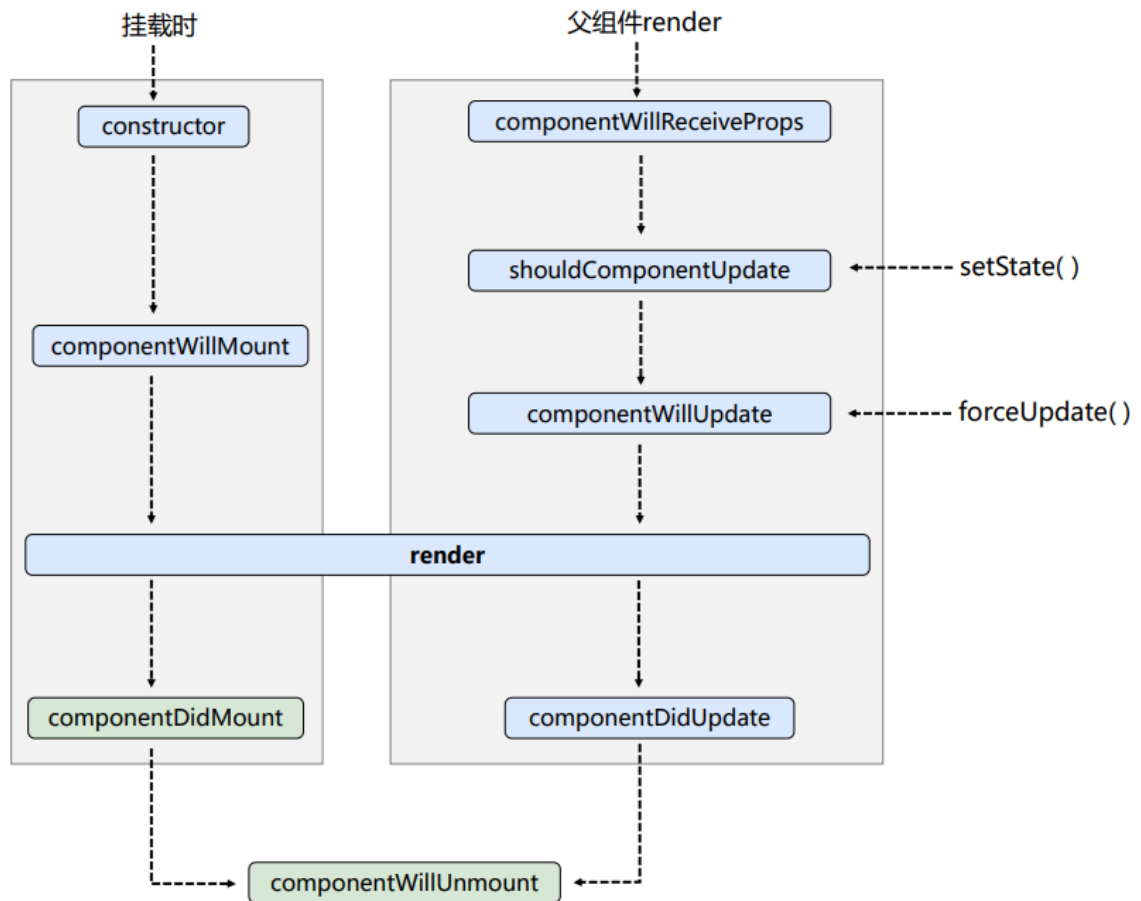 挂载时
父组件render
constructor
componentWillReceiveProps
shouldComponentUpdate
setState( )
componentWillMount
componentWillUpdate
forceUpdate( )
render
componentDidMount
componentDidUpdate
componentWillUnmount